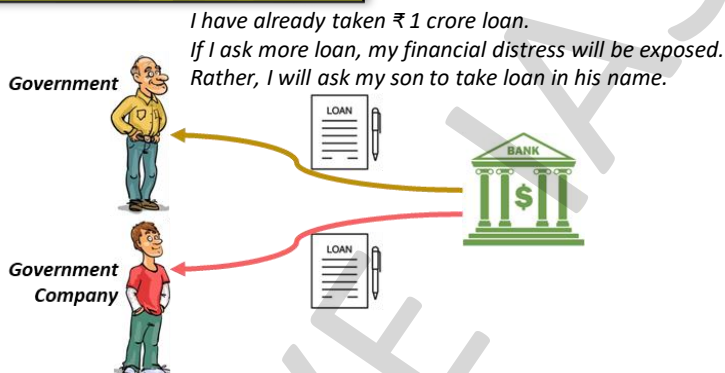 I have already taken ₹ 1 crore loan.
If I ask more loan, my financial distress will be exposed.
Rather, I will ask my son to take loan in his name.
Government
LOAN
BANK
$
Government
Company
LOAN